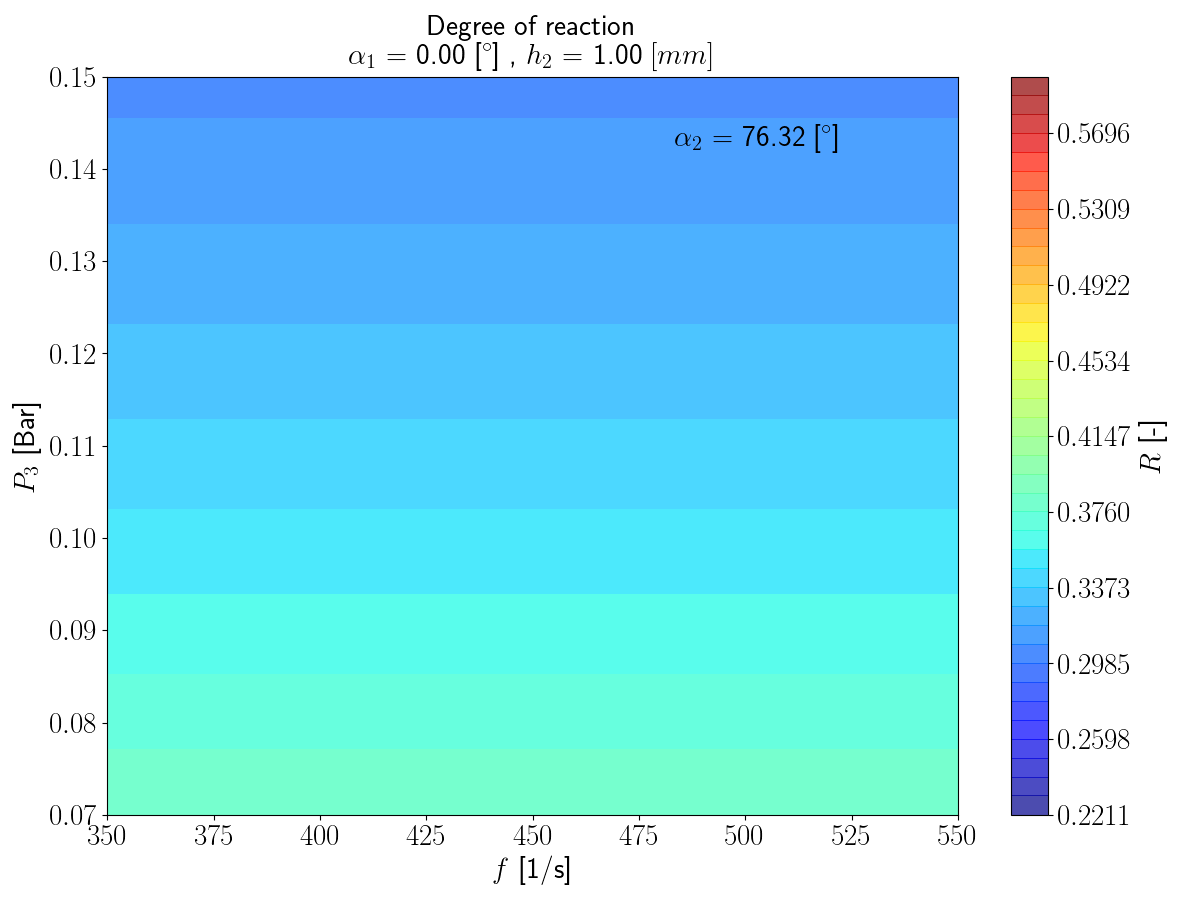 Degree of reaction
α₁ = 0.00 [°] , h₂ = 1.00 [mm]
α₂ = 76.32 [°]
P₃ [Bar]
0.15
0.14
0.13
0.12
0.11
0.10
0.09
0.08
0.07
350 375 400 425 450 475 500 525 550
f [1/s]
0.5696
0.5309
0.4922
0.4534
0.4147
0.3760
0.3373
0.2985
0.2598
0.2211
R [-]